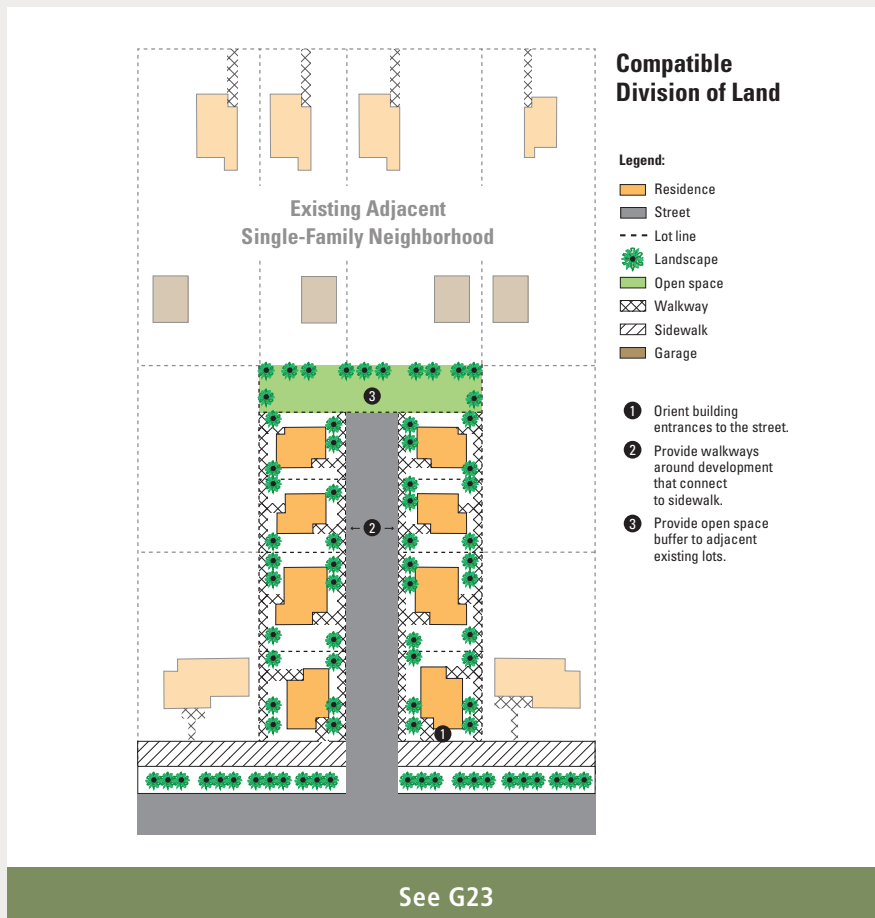 Compatible
Division of Land
Legend:
Residence
Street
Lot line
Landscape
Open space
Walkway
Sidewalk
Garage
1 Orient building
entrances to the street.
2 Provide walkways
around development
that connect
to sidewalk.
3 Provide open space
buffer to adjacent
existing lots.
Existing Adjacent
Single-Family Neighborhood
3
← 2 →
1
See G23